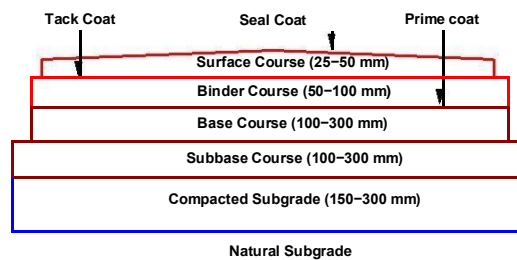 Tack Coat Seal Coat Prime coat
Surface Course (25−50 mm)
Binder Course (50−100 mm)
Base Course (100−300 mm)
Subbase Course (100−300 mm)
Compacted Subgrade (150−300 mm)
Natural Subgrade